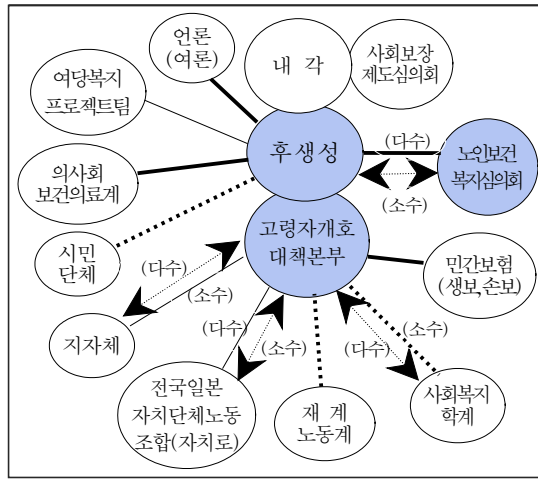 언론
(여론)
내 각
사회보장
제도심의회
여당복지
프로젝트팀
후생성
(다수)
노인보건
복지심의회
(소수)
의사회
보건의료계
고령자개호
대책본부
시민
단체
(다수)
(소수)
민간보험
(생보,손보)
지자체
(다수)
(소수)
(소수)
(다수)
전국일본
자치단체노동
조합(자치로)
재 계
노동계
사회복지
학계